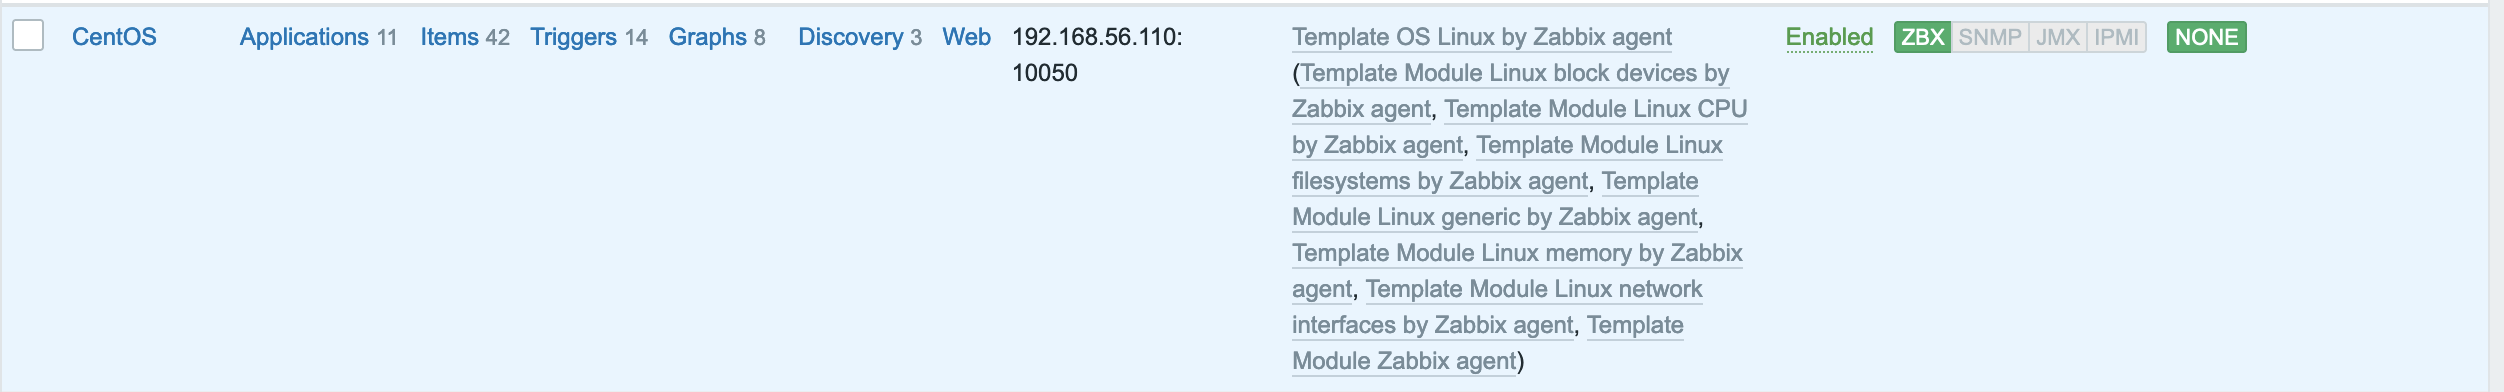 CentOS Applications 11 Items 42 Triggers 14 Graphs 8 Discovery 3 Web 192.168.56.110: Template OS Linux by Zabbix agent Enabled ZBX SNMP JMX IPMI NONE
10050 (Template Module Linux block devices by
Zabbix agent, Template Module Linux CPU
by Zabbix agent, Template Module Linux
filesystems by Zabbix agent, Template
Module Linux generic by Zabbix agent,
Template Module Linux memory by Zabbix
agent, Template Module Linux network
interfaces by Zabbix agent, Template
Module Zabbix agent)